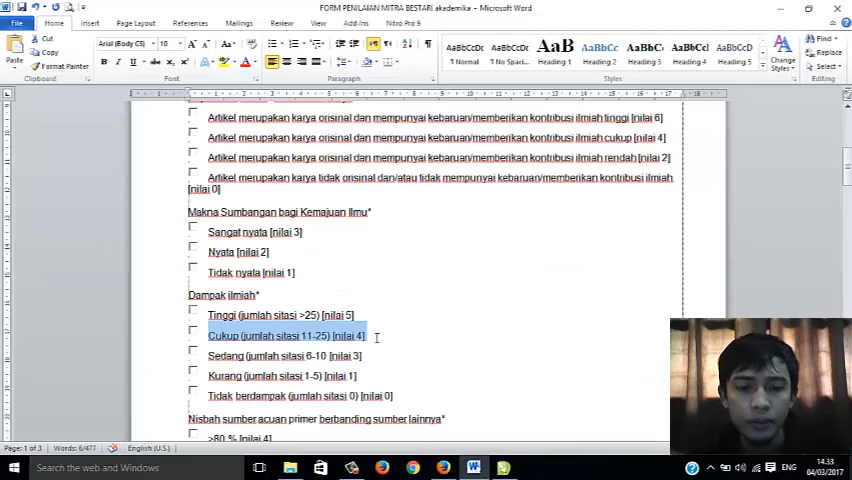 FORM PENILAIAN MITRA BESTARI akademika - Microsoft Word
File Home Insert Page Layout References Mailings Review View Add-Ins Nitro Pro 9
Cut
Copy
Format Painter
Paste
Arial (Body CS) 10
Clipboard Font Paragraph Styles Editing
AaBbCcDc AaBbCcDc AaB AaBbCc AaBbCc AaBbC AaBbCcI AaBbCcDc
1 Normal 1 No Spaci... Heading 1 Heading 2 Heading 3 Heading 4 Heading 5
Change
Styles
Find
Replace
Select
Artikel merupakan karya orisinal dan mempunyai kebaruan/memberikan kontribusi ilmiah tinggi [nilai 6]
Artikel merupakan karya orisinal dan mempunyai kebaruan/memberikan kontribusi ilmiah cukup [nilai 4]
Artikel merupakan karya orisinal dan mempunyai kebaruan/memberikan kontribusi ilmiah rendah [nilai 2]
Artikel merupakan karya tidak orisinal dan/atau tidak mempunyai kebaruan/memberikan kontribusi ilmiah
[nilai 0]
Makna Sumbangan bagi Kemajuan Ilmu*
Sangat nyata [nilai 3]
Nyata [nilai 2]
Tidak nyata [nilai 1]
Dampak ilmiah*
Tinggi (jumlah sitasi >25) [nilai 5]
Cukup (jumlah sitasi 11-25) [nilai 4]
Sedang (jumlah sitasi 6-10 [nilai 3]
Kurang (jumlah sitasi 1-5) [nilai 1]
Tidak berdampak (jumlah sitasi 0) [nilai 0]
Nisbah sumber acuan primer berbanding sumber lainnya*
>80 % [nilai 4]
Page: 1 of 3 Words: 6/477 English (U.S.)
Search the web and Windows
ENG
14.33
04/03/2017